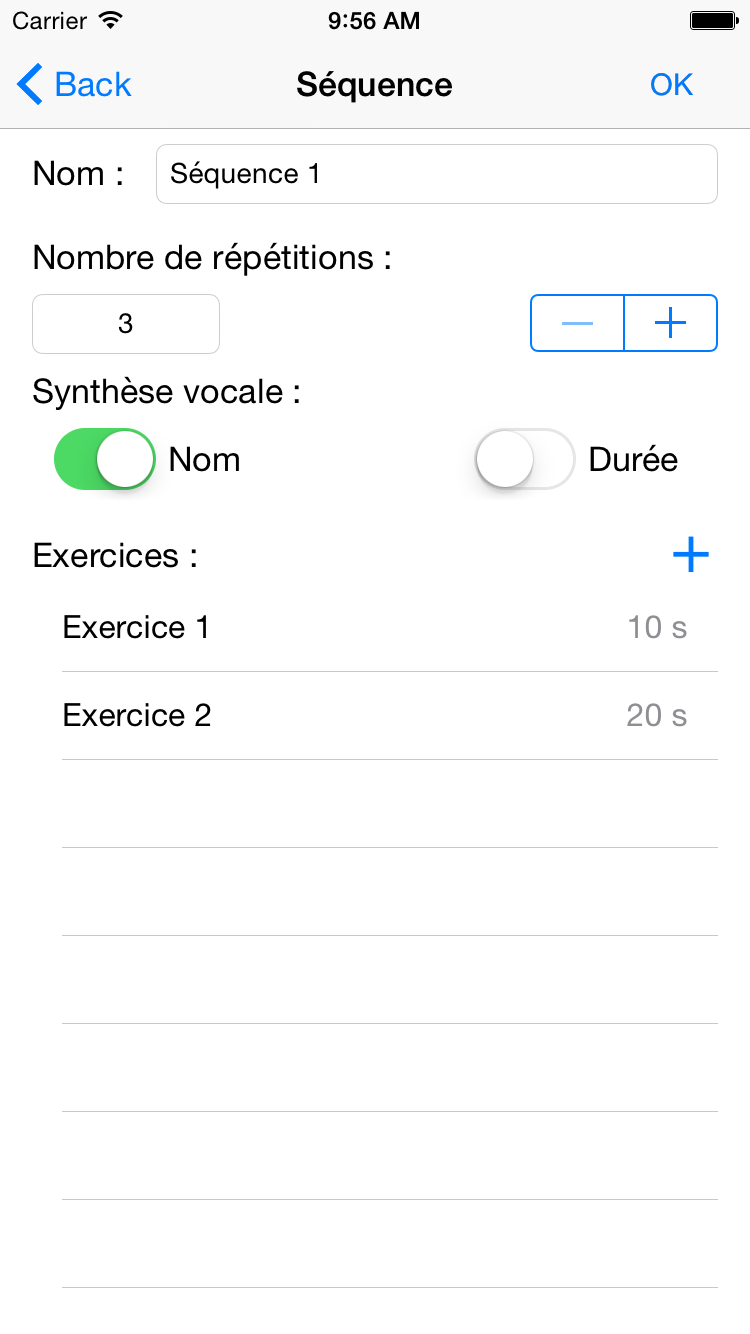 Carrier 9:56 AM
Back Séquence OK
Nom : Séquence 1
Nombre de répétitions :
3
Synthèse vocale :
Nom Durée
Exercices : +
Exercice 1 10 s
Exercice 2 20 s